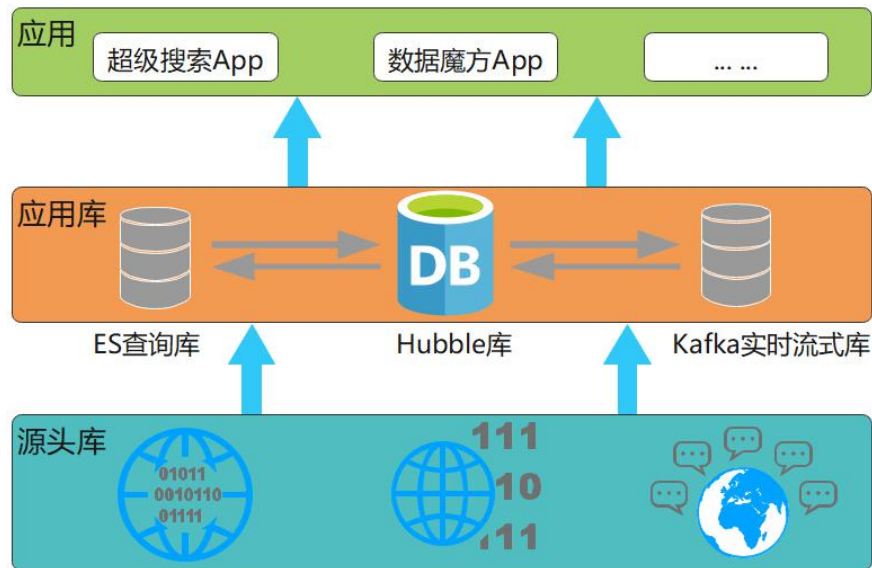 应用
超级搜索App
数据魔方App
... ...
应用库
DB
ES查询库
Hubble库
Kafka实时流式库
源头库
01011
0010110
01111
111
10
111